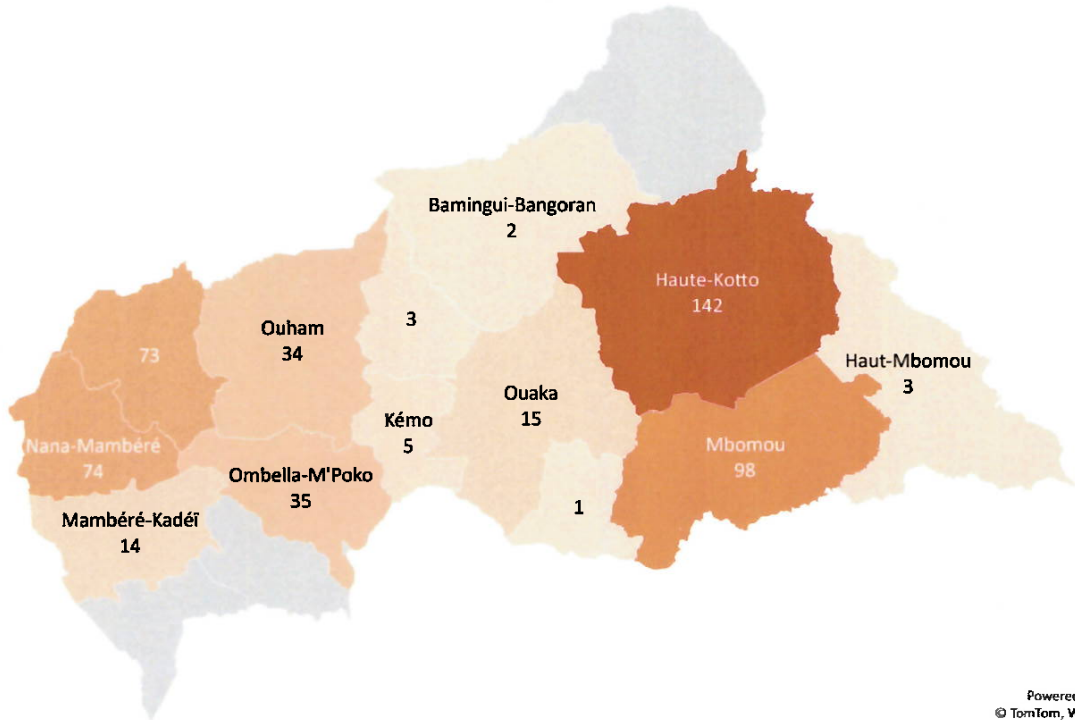 Bamingui-Bangoran
2
Haute-Kotto
142
3
Ouham
34
73
Haut-Mbomou
3
Ouaka
15
Kémo
5
Nana-Mambéré
74
Mbomou
98
Ombella-M'Poko
35
1
Mambéré-Kadéï
14
Powered
© TomTom, W